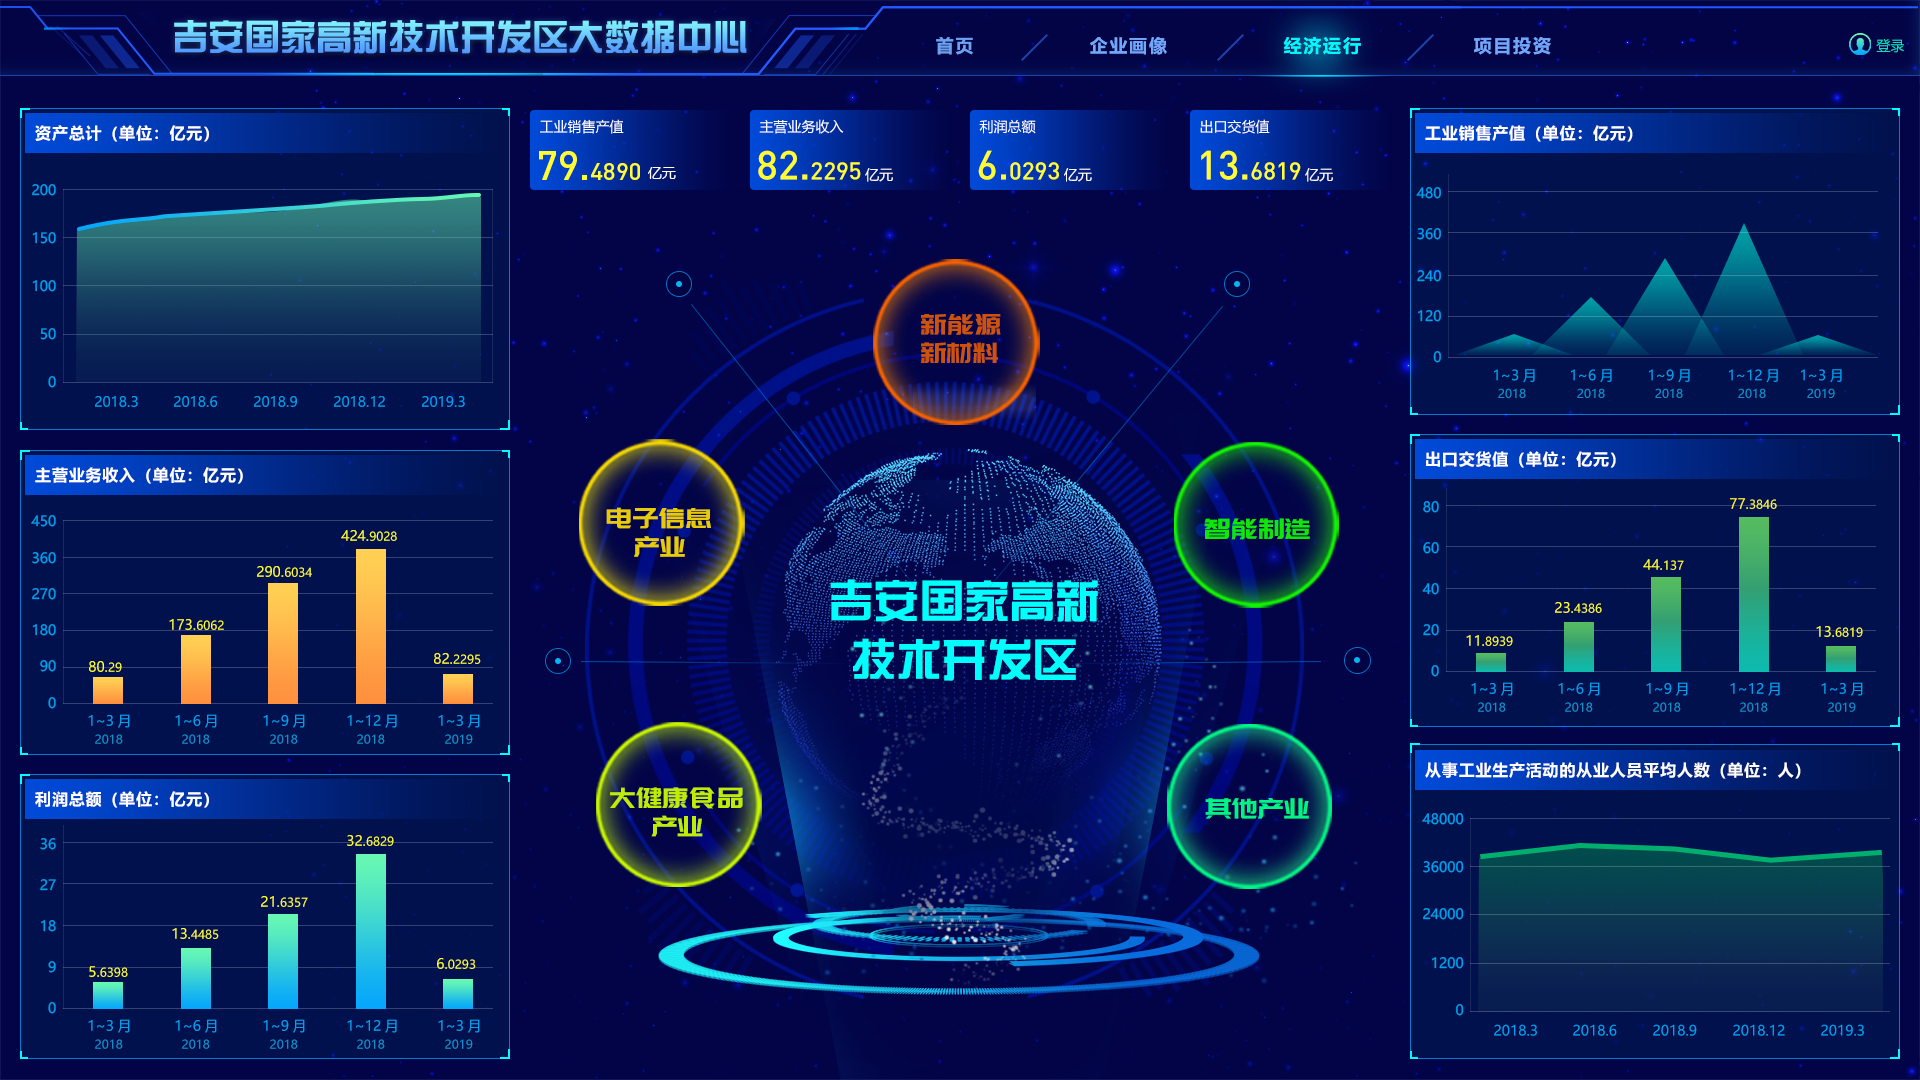 吉安国家高新技术开发区大数据中心
首页
企业画像
经济运行
项目投资
登录
资产总计（单位：亿元）
200
150
100
50
0
2018.3 2018.6 2018.9 2018.12 2019.3
主营业务收入（单位：亿元）
450
360
270
180
90
0
80.29
173.6062
290.6034
424.9028
82.2295
1~3 月 1~6 月 1~9 月 1~12 月 1~3 月
2018 2018 2018 2018 2019
利润总额（单位：亿元）
36
27
18
9
0
5.6398
13.4485
21.6357
32.6829
6.0293
1~3 月 1~6 月 1~9 月 1~12 月 1~3 月
2018 2018 2018 2018 2019
工业销售产值
79.4890 亿元
主营业务收入
82.2295 亿元
利润总额
6.0293 亿元
出口交货值
13.6819 亿元
新能源
新材料
电子信息
产业
智能制造
吉安国家高新
技术开发区
大健康食品
产业
其他产业
工业销售产值（单位：亿元）
480
360
240
120
0
1~3 月 1~6 月 1~9 月 1~12 月 1~3 月
2018 2018 2018 2018 2019
出口交货值（单位：亿元）
80
60
40
20
0
11.8939
23.4386
44.137
77.3846
13.6819
1~3 月 1~6 月 1~9 月 1~12 月 1~3 月
2018 2018 2018 2018 2019
从事工业生产活动的从业人员平均人数（单位：人）
48000
36000
24000
1200
0
2018.3 2018.6 2018.9 2018.12 2019.3